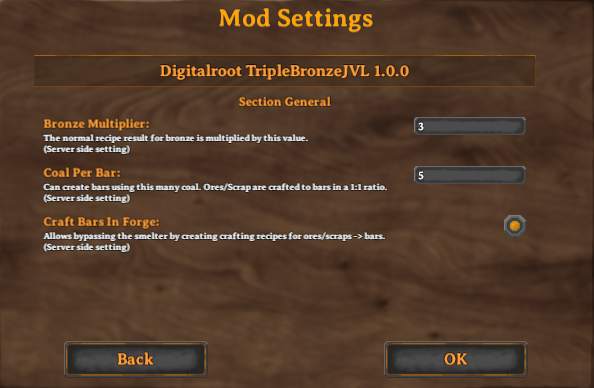 Mod Settings
Digitalroot TripleBronzeJVL 1.0.0
Section General
Bronze Multiplier:
3
The normal recipe result for bronze is multiplied by this value.
(Server side setting)
Coal Per Bar:
5
Can create bars using this many coal. Ores/Scrap are crafted to bars in a 1:1 ratio.
(Server side setting)
Craft Bars In Forge:
Allows bypassing the smelter by creating crafting recipes for ores/scraps -> bars.
(Server side setting)
Back
OK